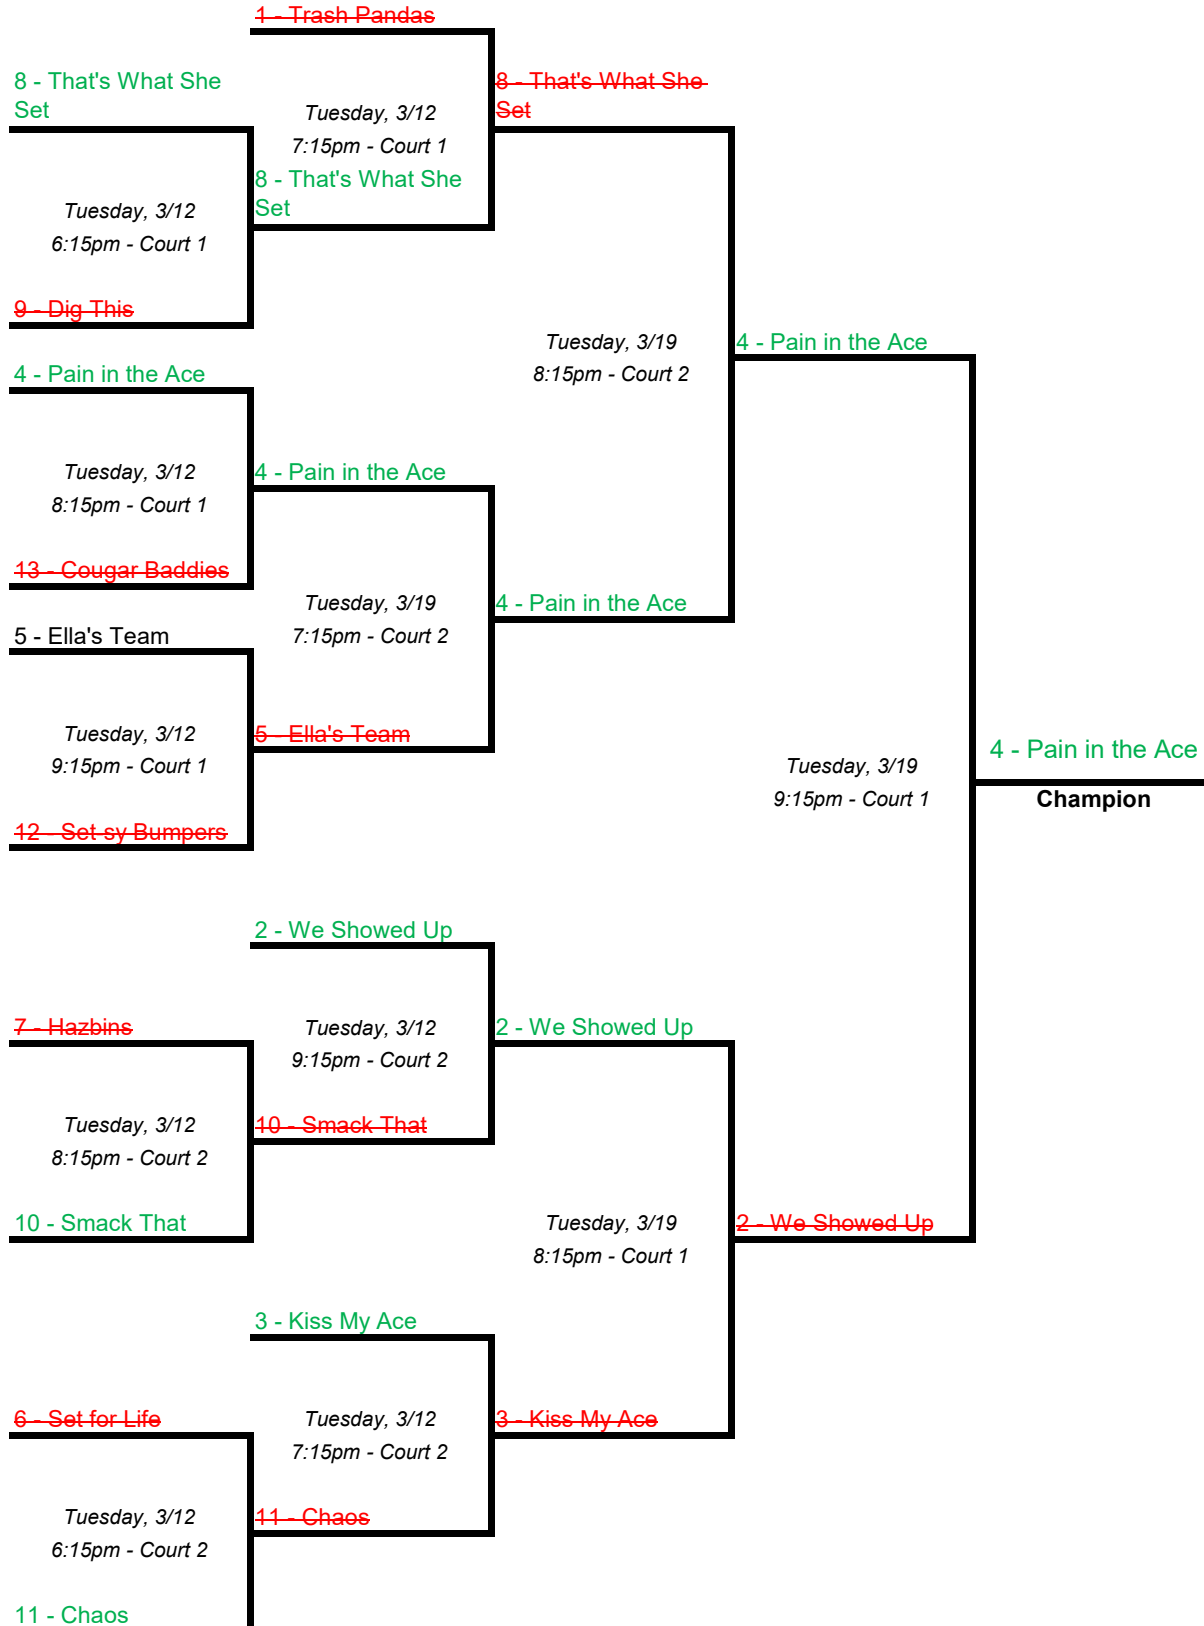 1 - Trash Pandas
8 - That's What She
Set
Tuesday, 3/12
7:15pm - Court 1
8 - That's What She
Set
8 - That's What She
Set
Tuesday, 3/12
6:15pm - Court 1
9 - Dig This
Tuesday, 3/19
8:15pm - Court 2
4 - Pain in the Ace
4 - Pain in the Ace
Tuesday, 3/12
8:15pm - Court 1
4 - Pain in the Ace
13 - Cougar Baddies
Tuesday, 3/19
7:15pm - Court 2
4 - Pain in the Ace
5 - Ella's Team
Tuesday, 3/12
9:15pm - Court 1
5 - Ella's Team
12 - Set-sy Bumpers
Tuesday, 3/19
9:15pm - Court 1
4 - Pain in the Ace
Champion
2 - We Showed Up
7 - Hazbins
Tuesday, 3/12
9:15pm - Court 2
2 - We Showed Up
Tuesday, 3/12
8:15pm - Court 2
10 - Smack That
10 - Smack That
Tuesday, 3/19
8:15pm - Court 1
2 - We Showed Up
3 - Kiss My Ace
6 - Set for Life
Tuesday, 3/12
7:15pm - Court 2
3 - Kiss My Ace
Tuesday, 3/12
6:15pm - Court 2
11 - Chaos
11 - Chaos